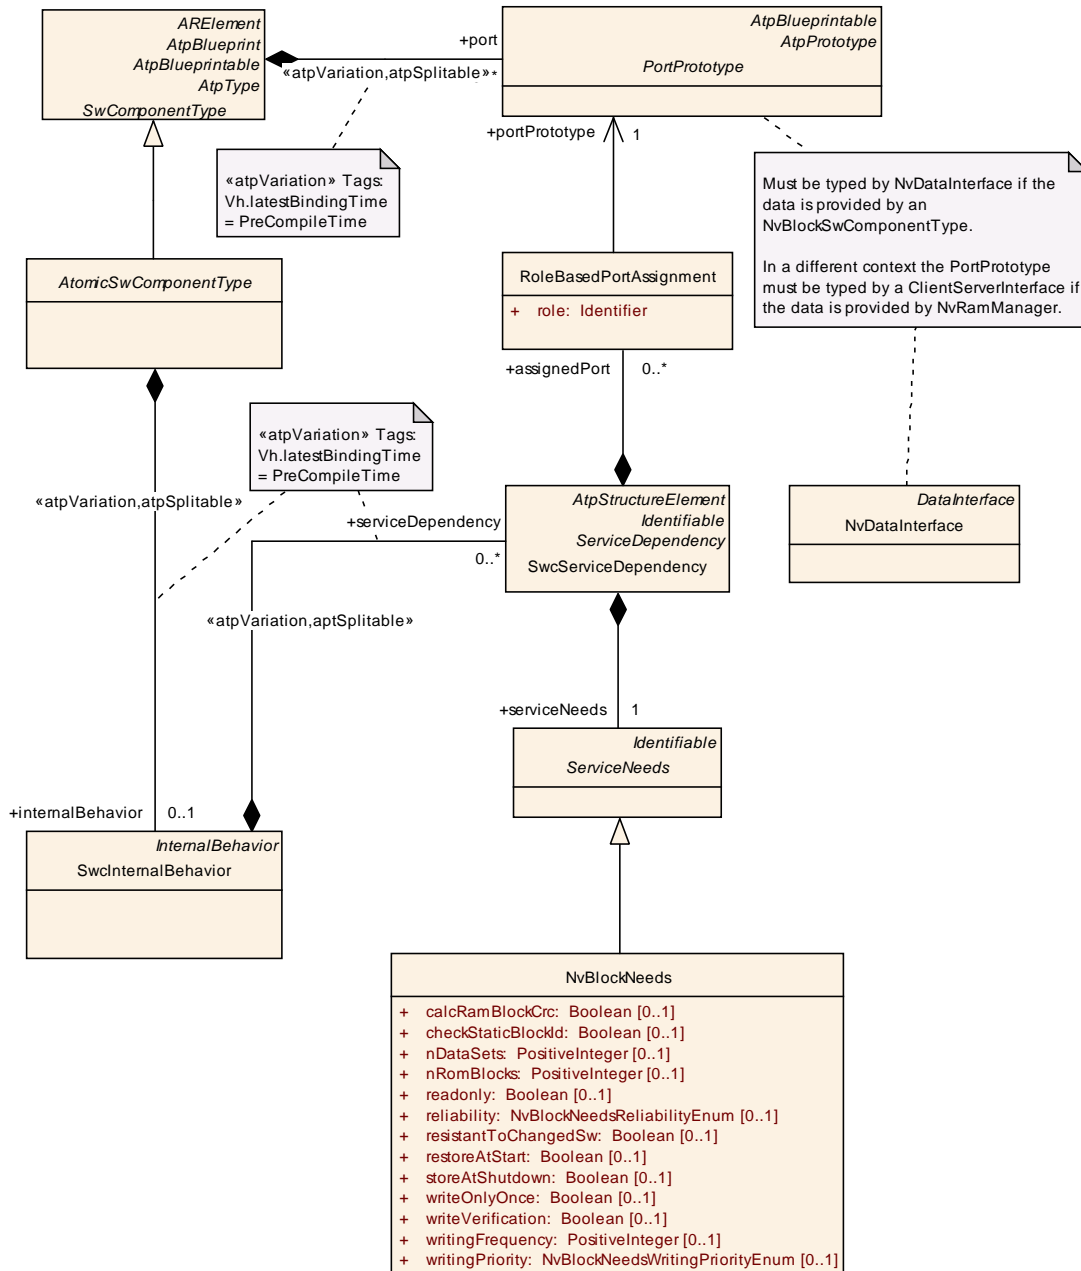 ARElement
AtpBlueprint
AtpBlueprintable
AtpType
SwComponentType
+port
«atpVariation,atpSplitable»
*
AtpBlueprintable
AtpPrototype
PortPrototype
+portPrototype
1
«atpVariation» Tags:
Vh.latestBindingTime
= PreCompileTime
Must be typed by NvDataInterface if the
data is provided by an
NvBlockSwComponentType.
In a different context the PortPrototype
must be typed by a ClientServerInterface if
the data is provided by NvRamManager.
AtomicSwComponentType
RoleBasedPortAssignment
+ role: Identifier
+assignedPort
0..*
«atpVariation» Tags:
Vh.latestBindingTime
= PreCompileTime
«atpVariation,atpSplitable»
+serviceDependency
0..*
AtpStructureElement
Identifiable
ServiceDependency
SwcServiceDependency
DataInterface
NvDataInterface
«atpVariation,aptSplitable»
+serviceNeeds
1
Identifiable
ServiceNeeds
+internalBehavior
0..1
InternalBehavior
SwcInternalBehavior
NvBlockNeeds
+ calcRamBlockCrc: Boolean [0..1]
+ checkStaticBlockId: Boolean [0..1]
+ nDataSets: PositiveInteger [0..1]
+ nRomBlocks: PositiveInteger [0..1]
+ readonly: Boolean [0..1]
+ reliability: NvBlockNeedsReliabilityEnum [0..1]
+ resistantToChangedSw: Boolean [0..1]
+ restoreAtStart: Boolean [0..1]
+ storeAtShutdown: Boolean [0..1]
+ writeOnlyOnce: Boolean [0..1]
+ writeVerification: Boolean [0..1]
+ writingFrequency: PositiveInteger [0..1]
+ writingPriority: NvBlockNeedsWritingPriorityEnum [0..1]